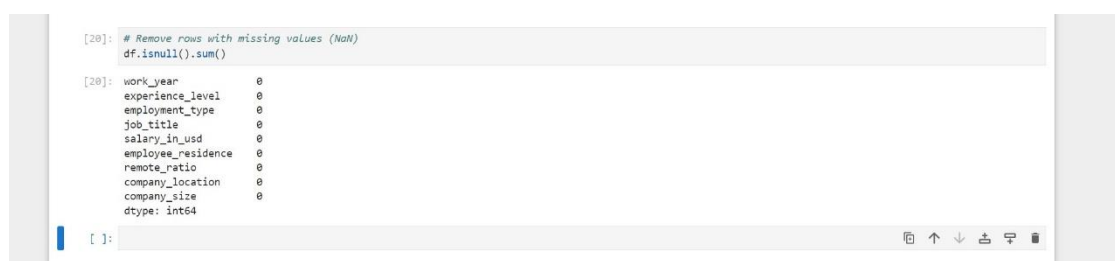 [20]: # Remove rows with missing values (NaN)
df.isnull().sum()
[20]: work_year 0
experience_level 0
employment_type 0
job_title 0
salary_in_usd 0
employee_residence 0
remote_ratio 0
company_location 0
company_size 0
dtype: int64
[ ]: